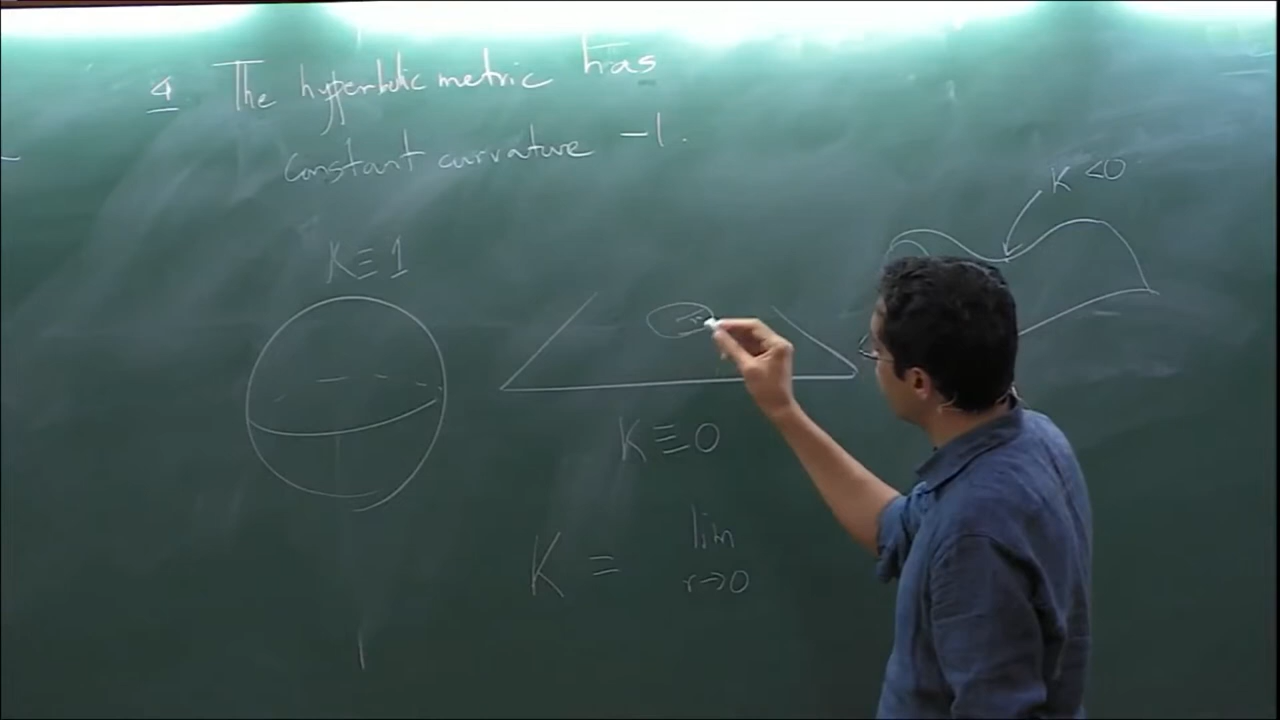 4 The hyperbolic metric has
constant curvature -1.
K<0
K≡1
r
K≡0
K = lim
r→0